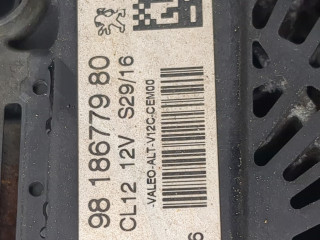 98 186779 80
CL12 12V S29/16
-VALEO-ALT-V12C-CEM00